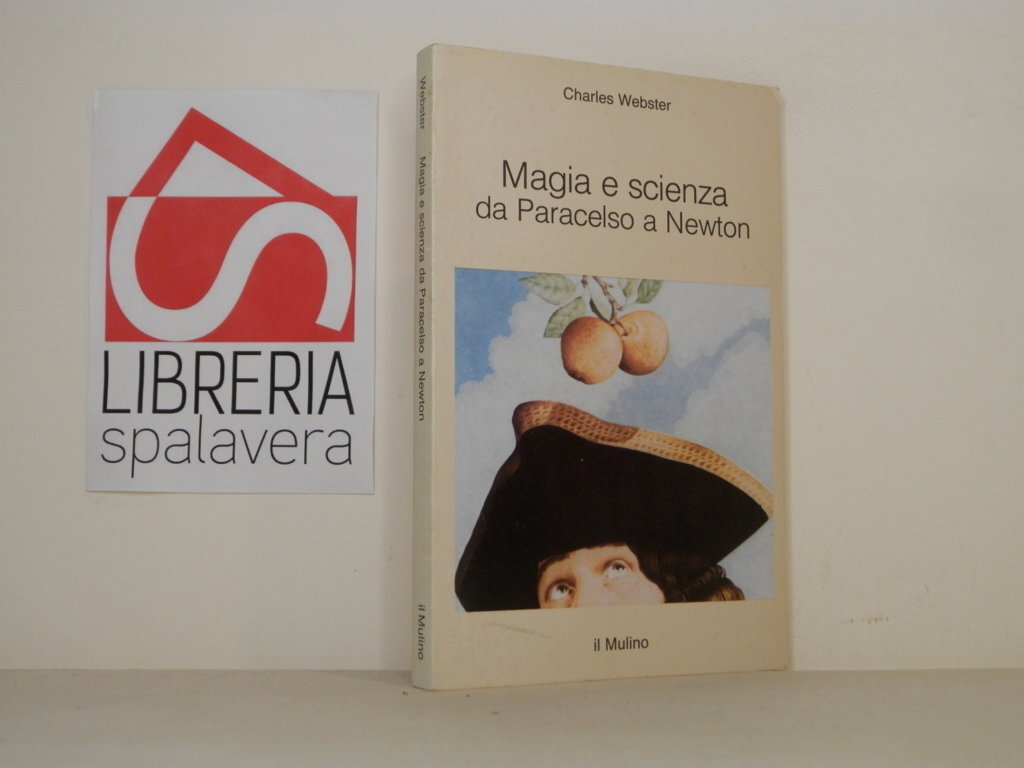 LIBRERIA
spalavera
Webster Magia e scienza da Paracelso a Newton il Mulino
Charles Webster
Magia e scienza
da Paracelso a Newton
il Mulino